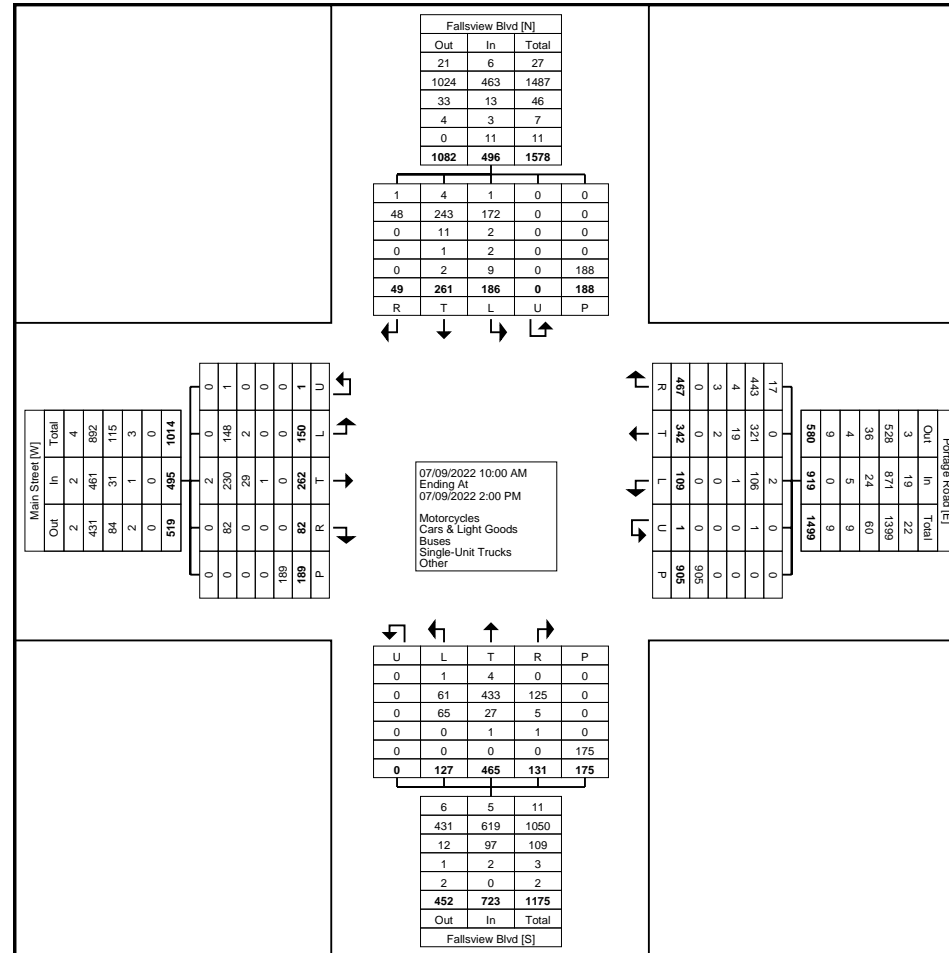 Fallsview Blvd [N]
Out In Total
21 6 27
1024 463 1487
33 13 46
4 3 7
0 11 11
1082 496 1578
1 4 1 0 0
48 243 172 0 0
0 11 2 0 0
0 1 2 0 0
0 2 9 0 188
49 261 186 0 188
R T L U P
Main Street [W]
Out In Total
2 2 4
431 461 892
84 31 115
2 1 3
0 0 0
519 495 1014
0 0 2 0 0
1 148 230 82 0
0 2 29 0 0
0 0 1 0 0
0 0 0 0 189
1 150 262 82 189
U L T R P
07/09/2022 10:00 AM
Ending At
07/09/2022 2:00 PM
Motorcycles
Cars & Light Goods
Buses
Single-Unit Trucks
Other
Portage Road [E]
Out In Total
3 19 22
528 871 1399
36 24 60
4 5 9
9 0 9
580 919 1499
17 0 2 0 0
443 321 106 1 0
4 19 1 0 0
3 2 0 0 0
0 0 0 0 905
467 342 109 1 905
R T L U P
U L T R P
0 1 4 0 0
0 61 433 125 0
0 65 27 5 0
0 0 1 1 0
0 0 0 0 175
0 127 465 131 175
6 5 11
431 619 1050
12 97 109
1 2 3
2 0 2
452 723 1175
Out In Total
Fallsview Blvd [S]